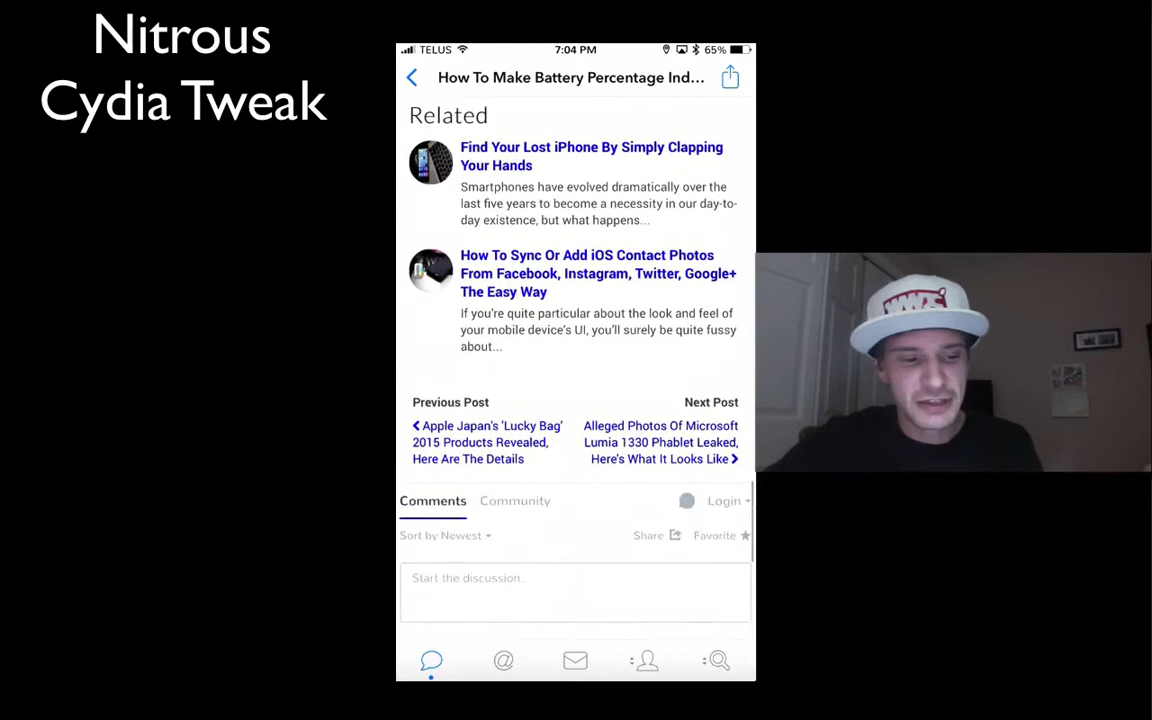 Nitrous
Cydia Tweak
TELUS
7:04 PM
65%
How To Make Battery Percentage Ind...
Related
Find Your Lost iPhone By Simply Clapping
Your Hands
Smartphones have evolved dramatically over the
last five years to become a necessity in our day-to-
day existence, but what happens...
How To Sync Or Add iOS Contact Photos
From Facebook, Instagram, Twitter, Google+
The Easy Way
If you're quite particular about the look and feel of
your mobile device's UI, you'll surely be quite fussy
about...
Previous Post
Apple Japan's 'Lucky Bag'
2015 Products Revealed,
Here Are The Details
Next Post
Alleged Photos Of Microsoft
Lumia 1330 Phablet Leaked,
Here's What It Looks Like
Comments Community Login
Sort by Newest Share Favorite
Start the discussion.